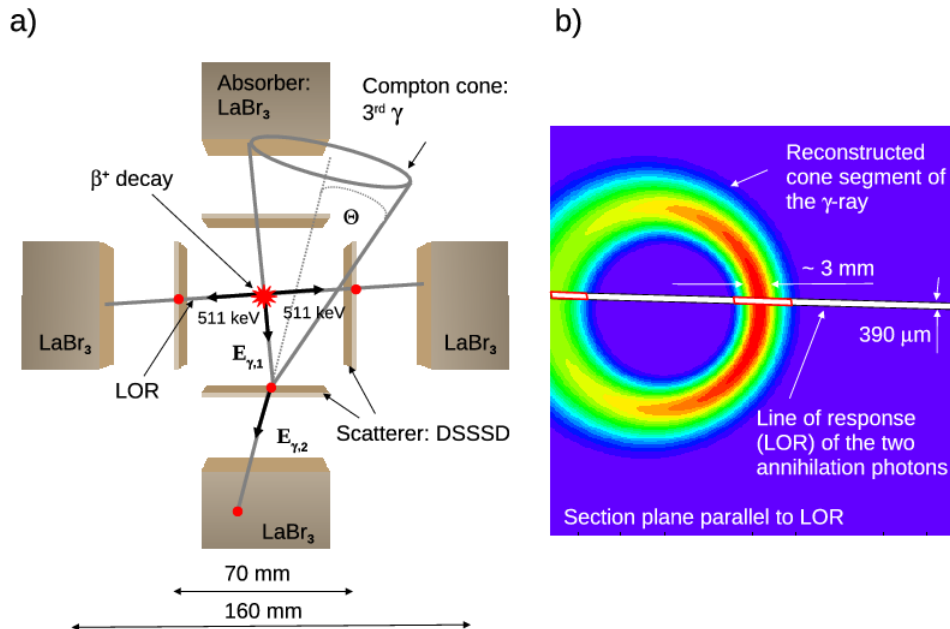 a)
Absorber:
LaBr₃
Compton cone:
3ʳᵈ γ
β⁺ decay
Θ
511 keV
511 keV
LaBr₃
LaBr₃
E_γ,1
LOR
Scatterer: DSSSD
E_γ,2
LaBr₃
70 mm
160 mm
b)
Reconstructed
cone segment of
the γ-ray
~ 3 mm
390 μm
Line of response
(LOR) of the two
annihilation photons
Section plane parallel to LOR